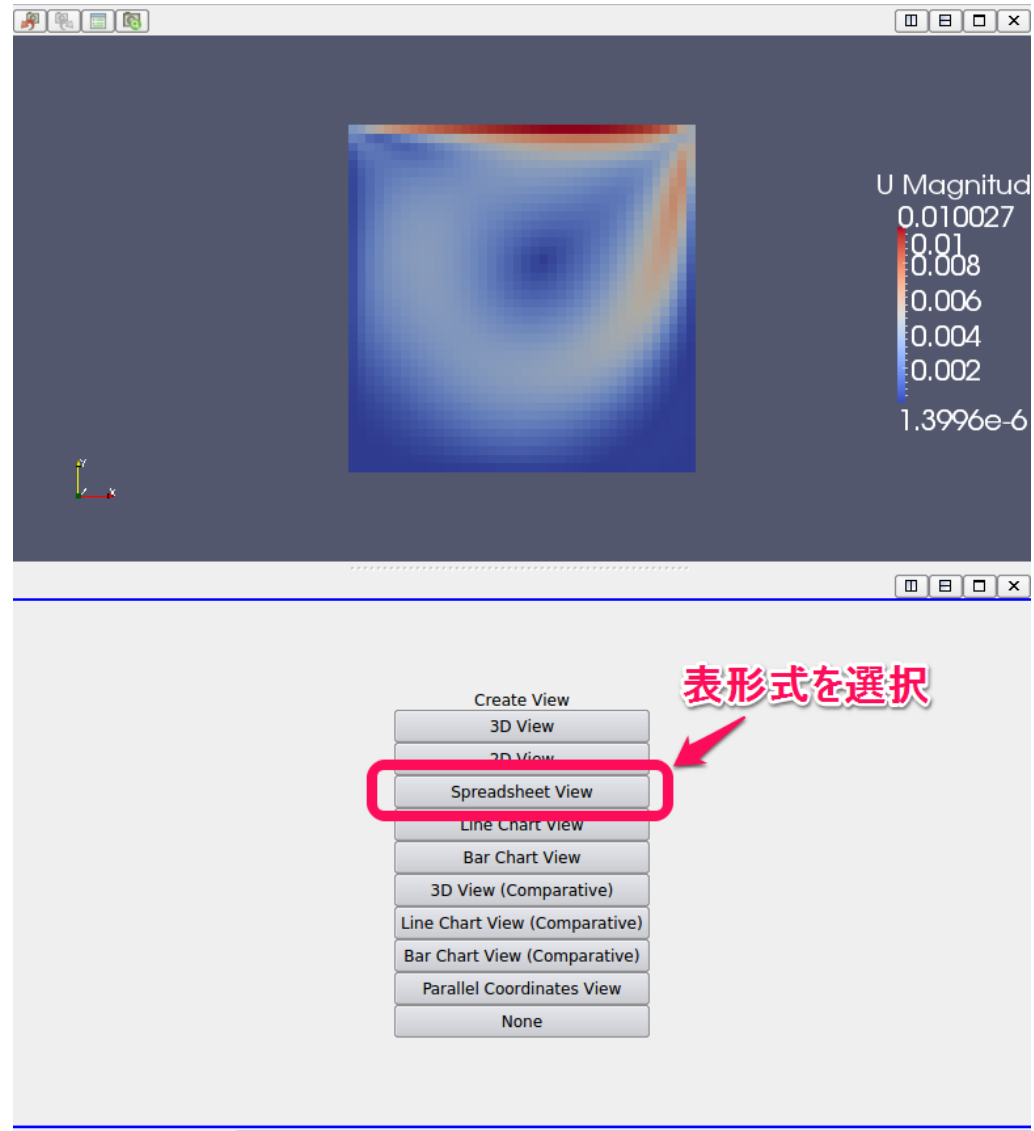 U Magnitud
0.010027
0.01
0.008
0.006
0.004
0.002
1.3996e-6
Y
X
表形式を選択
Create View
3D View
2D View
Spreadsheet View
Line Chart View
Bar Chart View
3D View (Comparative)
Line Chart View (Comparative)
Bar Chart View (Comparative)
Parallel Coordinates View
None